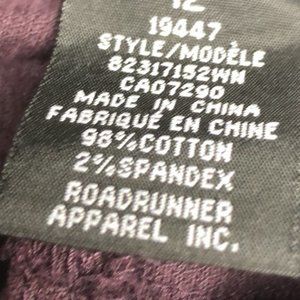 12
19447
STYLE/MODÈLE
82317152WN
CA07290
MADE IN CHINA
FABRIQUÉ EN CHINE
98%COTTON
2%SPANDEX
ROADRUNNER
APPAREL INC.